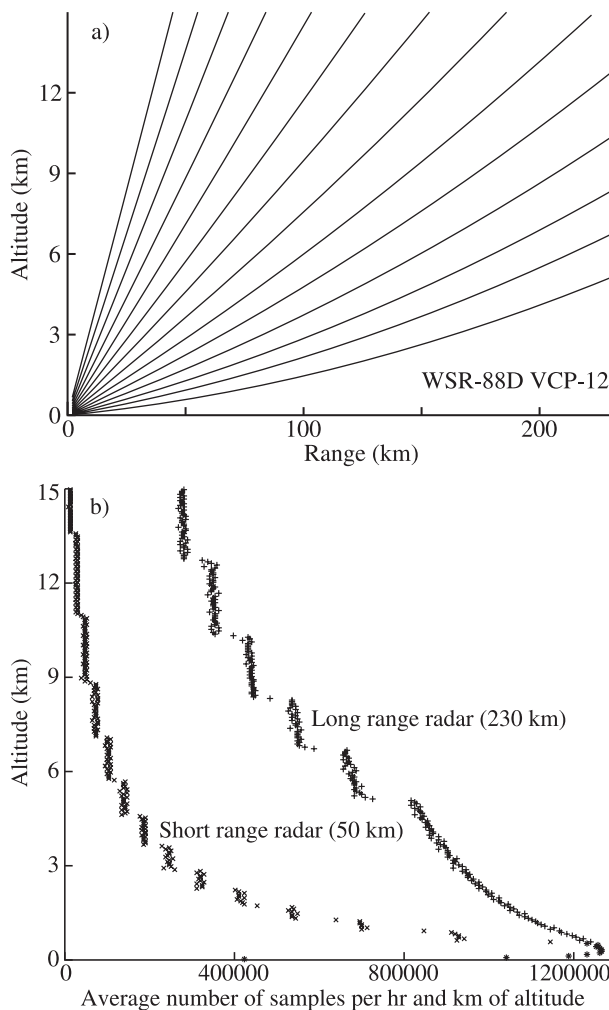 a)
12
9
6
3
0
Altitude (km)
WSR-88D VCP-12
0
100
200
Range (km)
b)
15
12
9
6
3
0
Altitude (km)
Long range radar (230 km)
Short range radar (50 km)
0
400000
800000
1200000
Average number of samples per hr and km of altitude